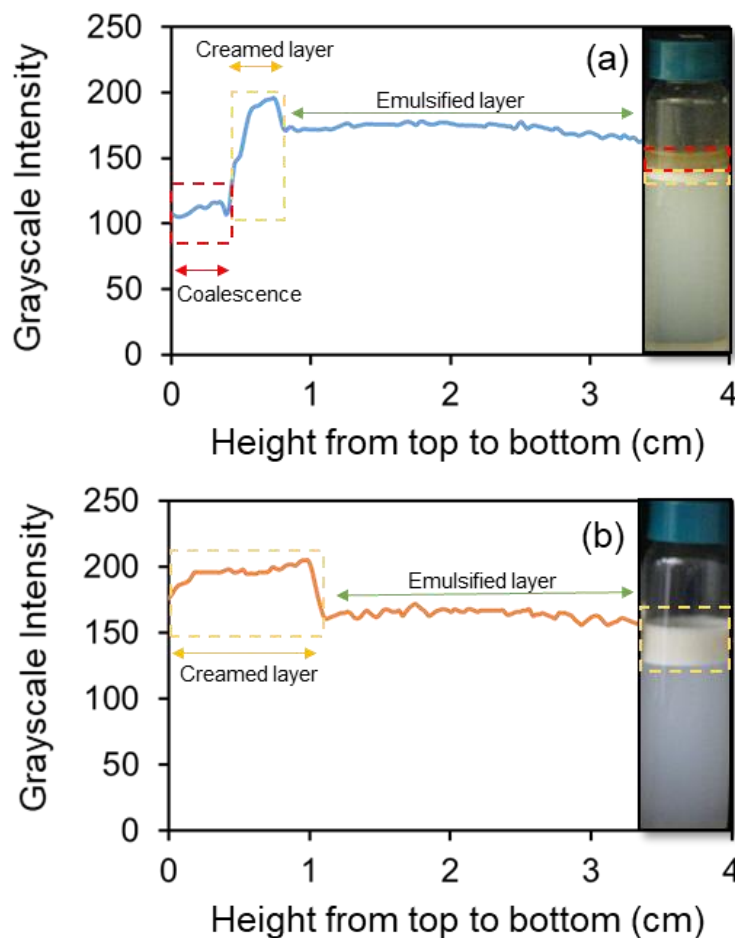 250
Creamed layer
(a)
200
Emulsified layer
150
100
50
Coalescence
0
0 1 2 3 4
Grayscale Intensity
Height from top to bottom (cm)
250
(b)
200
Emulsified layer
150
Creamed layer
100
50
0
0 1 2 3 4
Grayscale Intensity
Height from top to bottom (cm)